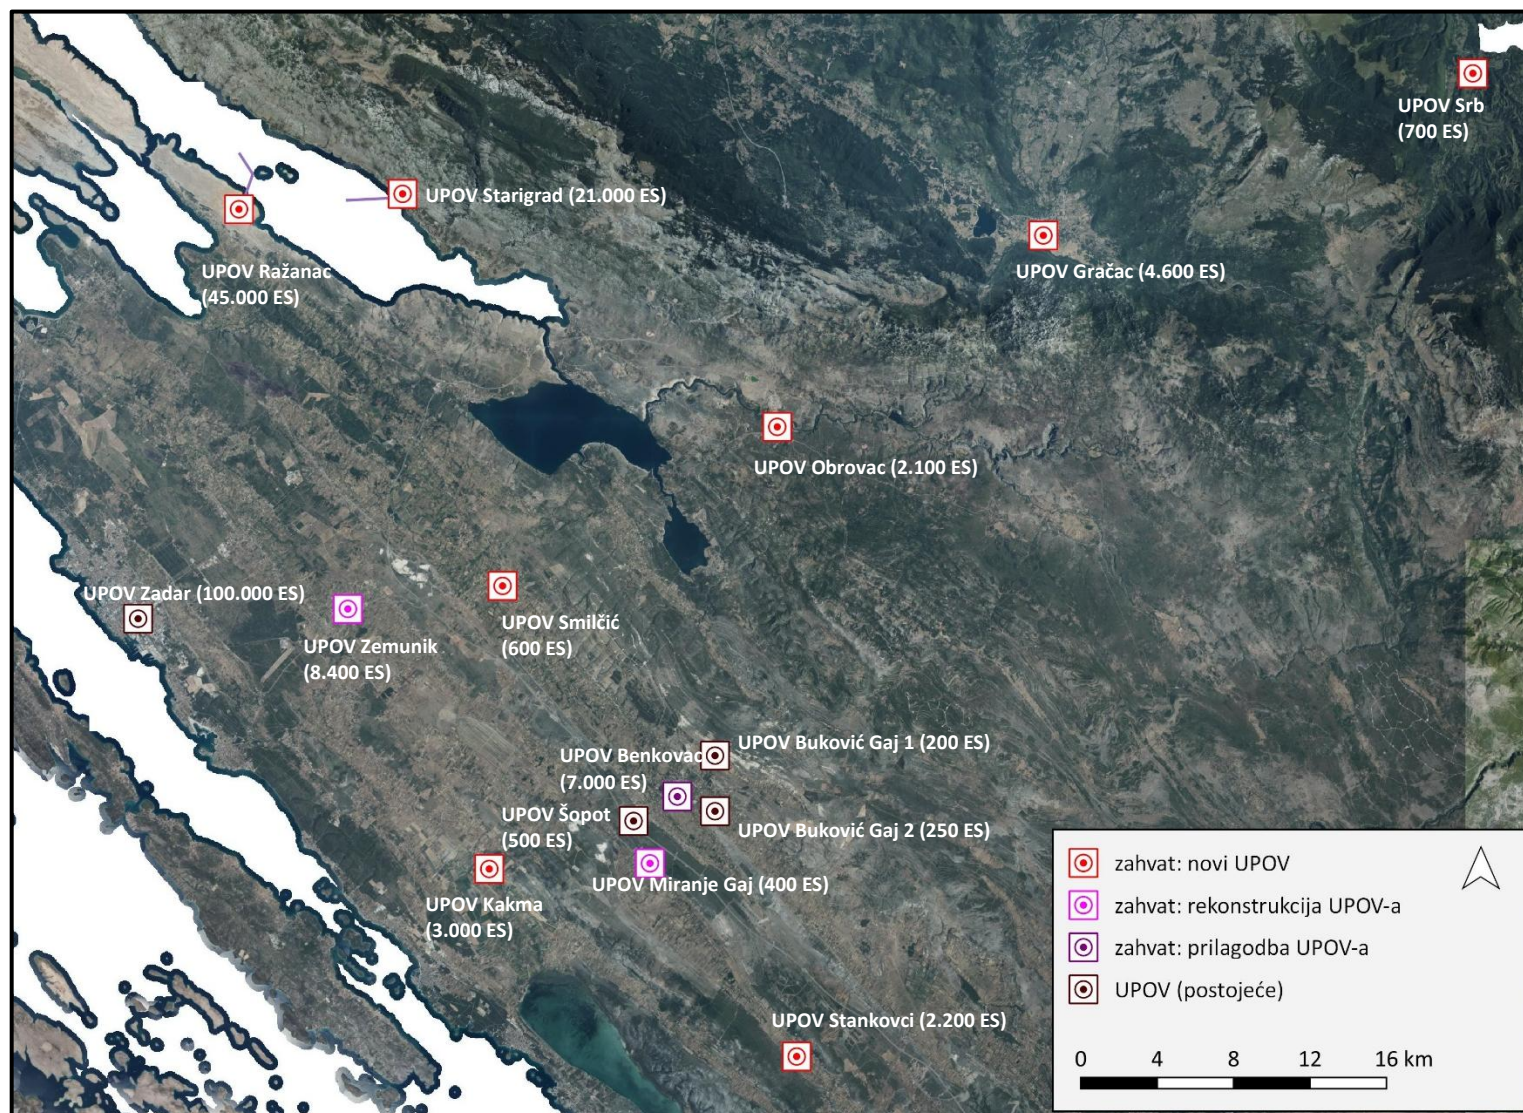 UPOV Srb
(700 ES)
UPOV Starigrad (21.000 ES)
UPOV Ražanac
(45.000 ES)
UPOV Gračac (4.600 ES)
UPOV Obrovac (2.100 ES)
UPOV Zadar (100.000 ES)
UPOV Zemunik
(8.400 ES)
UPOV Smilčić
(600 ES)
UPOV Buković Gaj 1 (200 ES)
UPOV Benkovac
(7.000 ES)
UPOV Šopot
(500 ES)
UPOV Buković Gaj 2 (250 ES)
UPOV Miranje Gaj (400 ES)
UPOV Kakma
(3.000 ES)
UPOV Stankovci (2.200 ES)
zahvat: novi UPOV
zahvat: rekonstrukcija UPOV-a
zahvat: prilagodba UPOV-a
UPOV (postojeće)
0 4 8 12 16 km